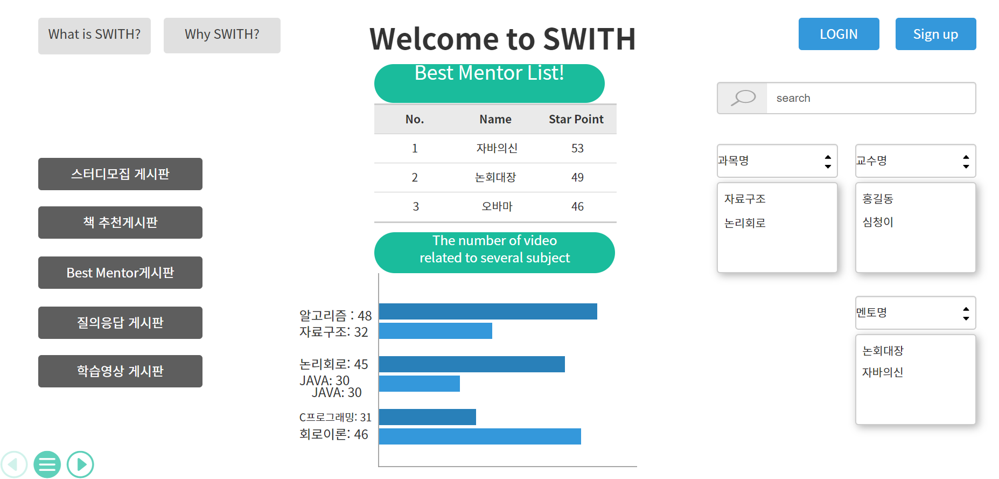 What is SWITH?
Why SWITH?
Welcome to SWITH
LOGIN
Sign up
Best Mentor List!
search
No. Name Star Point
1 자바의신 53
2 논회대장 49
3 오바마 46
과목명
자료구조
논리회로
교수명
홍길동
심청이
멘토명
논회대장
자바의신
스터디모집 게시판
책 추천게시판
Best Mentor게시판
질의응답 게시판
학습영상 게시판
The number of video
related to several subject
알고리즘 : 48
자료구조: 32
논리회로: 45
JAVA: 30
JAVA: 30
C프로그래밍: 31
회로이론: 46